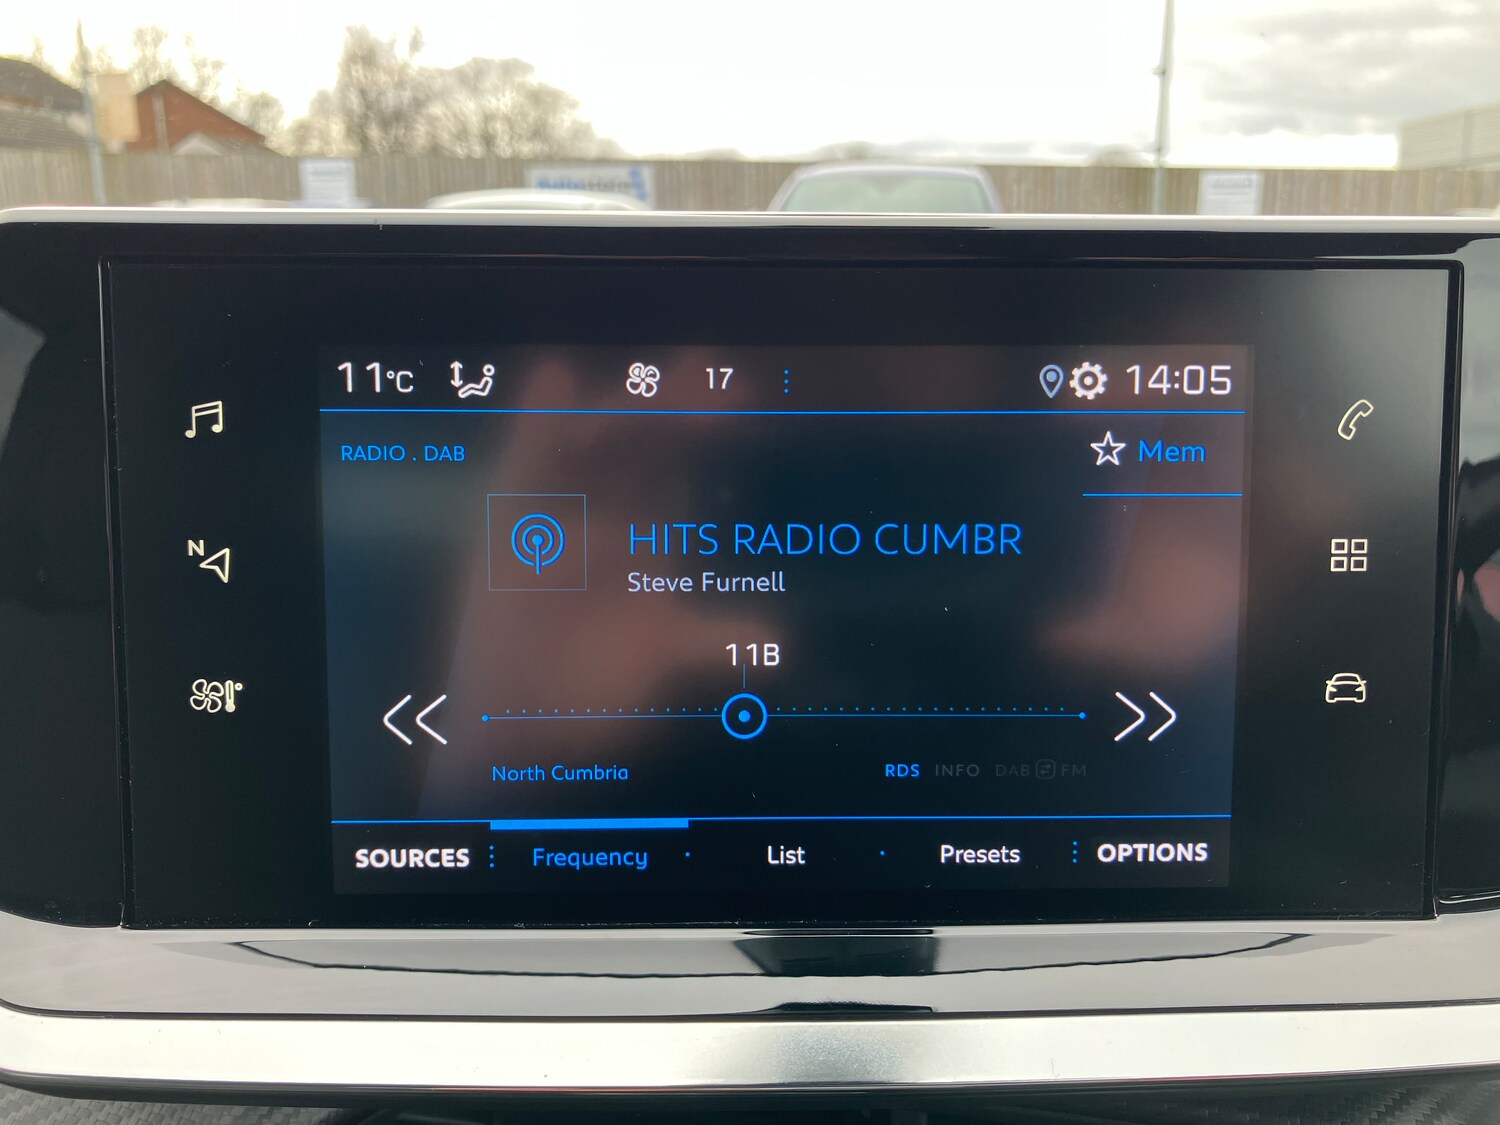 11°C 17 14:05
RADIO . DAB
Mem
HITS RADIO CUMBR
Steve Furnell
N
11B
North Cumbria
RDS INFO DAB FM
SOURCES Frequency List Presets OPTIONS